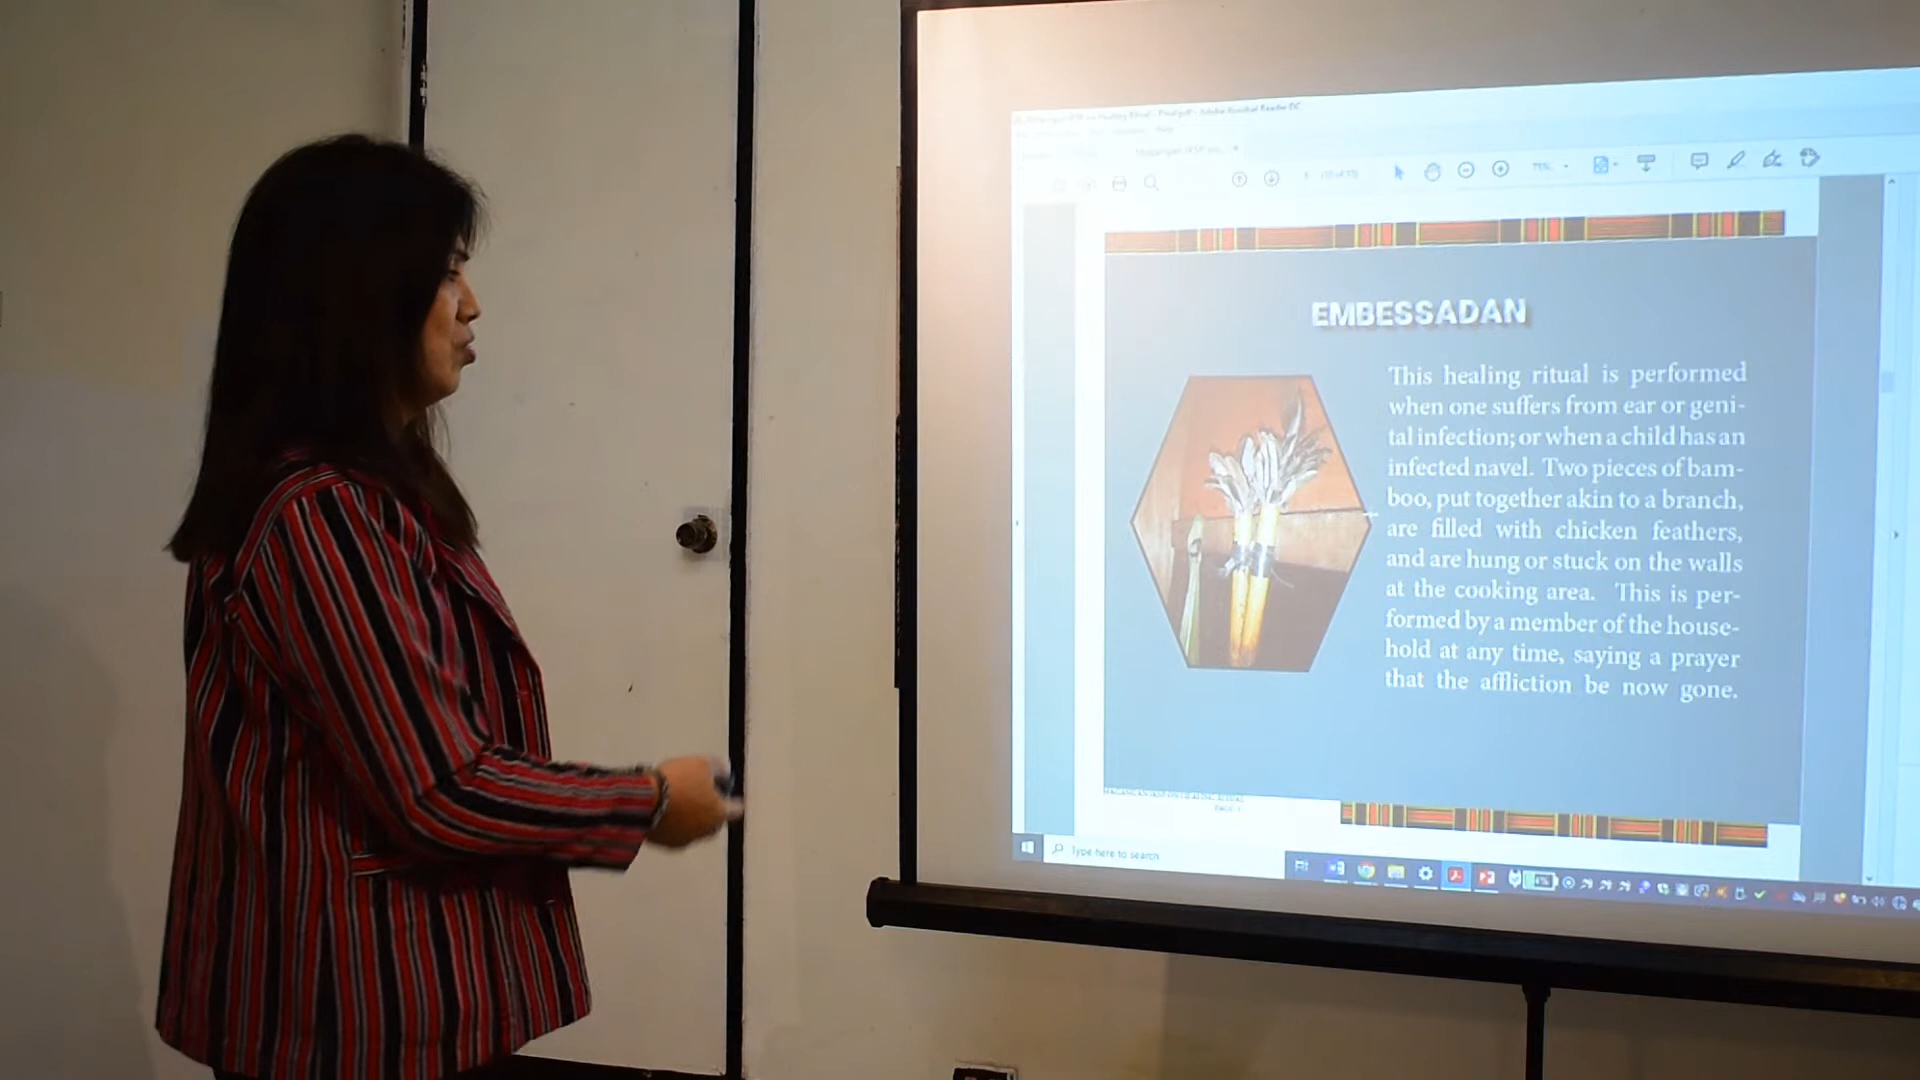 EMBESSADAN
This healing ritual is performed
when one suffers from ear or geni-
tal infection; or when a child has an
infected navel. Two pieces of bam-
boo, put together akin to a branch,
are filled with chicken feathers,
and are hung or stuck on the walls
at the cooking area. This is per-
formed by a member of the house-
hold at any time, saying a prayer
that the affliction be now gone.
Type here to search